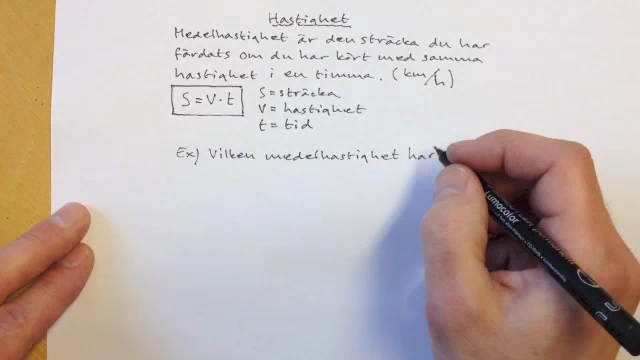 Hastighet
Medelhastighet är den sträcka du har
färdats om du har kört med samma
hastighet i en timma. (km/h)
S = V · t
S = sträcka
V = hastighet
t = tid
Ex) Vilken medelhastighet har
Lumocolor